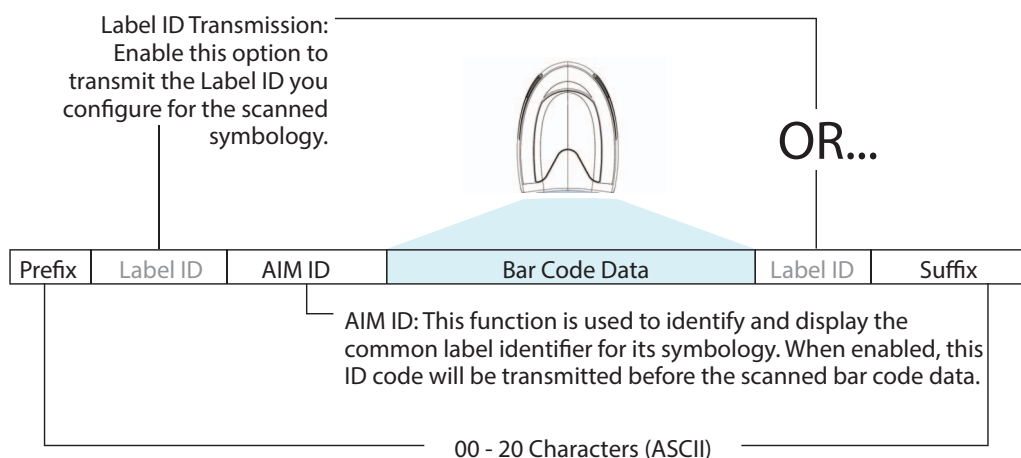 Label ID Transmission:
Enable this option to
transmit the Label ID you
configure for the scanned
symbology.
OR...
Prefix Label ID AIM ID Bar Code Data Label ID Suffix
AIM ID: This function is used to identify and display the
common label identifier for its symbology. When enabled, this
ID code will be transmitted before the scanned bar code data.
00 - 20 Characters (ASCII)